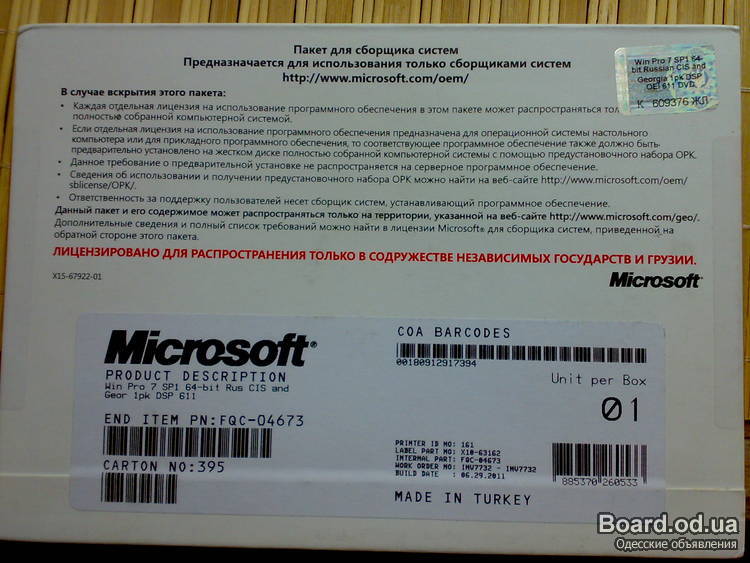 Пакет для сборщика систем
Предназначается для использования только сборщиками систем
http://www.microsoft.com/oem/
Win Pro 7 SP1 64-
bit Russian CIS and
Georgia 1pk DSP
OEI 611 DVD
К 609376 ЖЛ
В случае вскрытия этого пакета:
• Каждая отдельная лицензия на использование программного обеспечения в этом пакете может распространяться только с
полностью собранной компьютерной системой.
• Если отдельная лицензия на использование программного обеспечения предназначена для операционной системы настольного
компьютера или для прикладного программного обеспечения, то соответствующее программное обеспечение также должно быть
предварительно установлено на жестком диске полностью собранной компьютерной системы с помощью предустановочного набора OPK.
• Данное требование о предварительной установке не распространяется на серверное программное обеспечение.
• Сведения об использовании и получении предустановочного набора OPK можно найти на веб-сайте http://www.microsoft.com/oem/
sblicense/OPK/.
• Ответственность за поддержку пользователей несет сборщик систем, устанавливающий программное обеспечение.
Данный пакет и его содержимое может распространяться только на территории, указанной на веб-сайте http://www.microsoft.com/geo/.
Дополнительные сведения и полный список требований можно найти в лицензии Microsoft® для сборщика систем, приведенной на
обратной стороне этого пакета.
ЛИЦЕНЗИРОВАНО ДЛЯ РАСПРОСТРАНЕНИЯ ТОЛЬКО В СОДРУЖЕСТВЕ НЕЗАВИСИМЫХ ГОСУДАРСТВ И ГРУЗИИ.
X15-67922-01
Microsoft
Microsoft®
PRODUCT DESCRIPTION
Win Pro 7 SP1 64-bit Rus CIS and
Geor 1pk DSP 611
END ITEM PN:FQC-04673
CARTON NO:395
COA BARCODES
00180912917394
Unit per Box
01
PRINTER ID NO: 161
LABEL PART NO: X10-63162
INTERNAL PART: FQC-04673
WORK ORDER NO: IMV7732 - IMV7732
BUILD DATE : 06.29.2011
885370 260533
MADE IN TURKEY
Board.od.ua
Одесские объявления